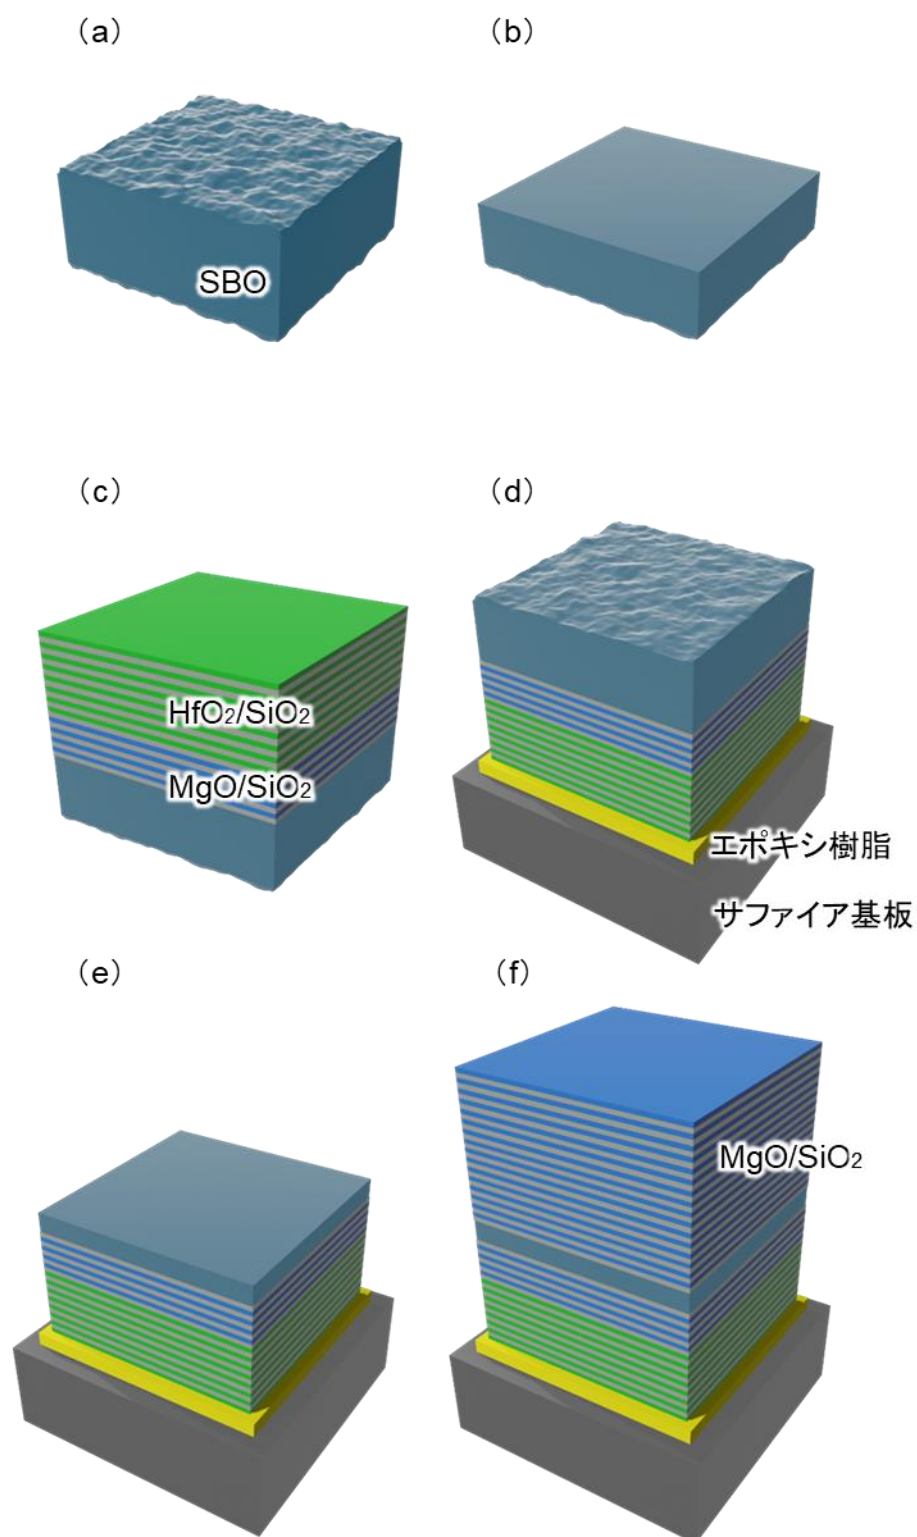 （a）
（b）
SBO
（c）
（d）
HfO₂/SiO₂
MgO/SiO₂
エポキシ樹脂
サファイア基板
（e）
（f）
MgO/SiO₂